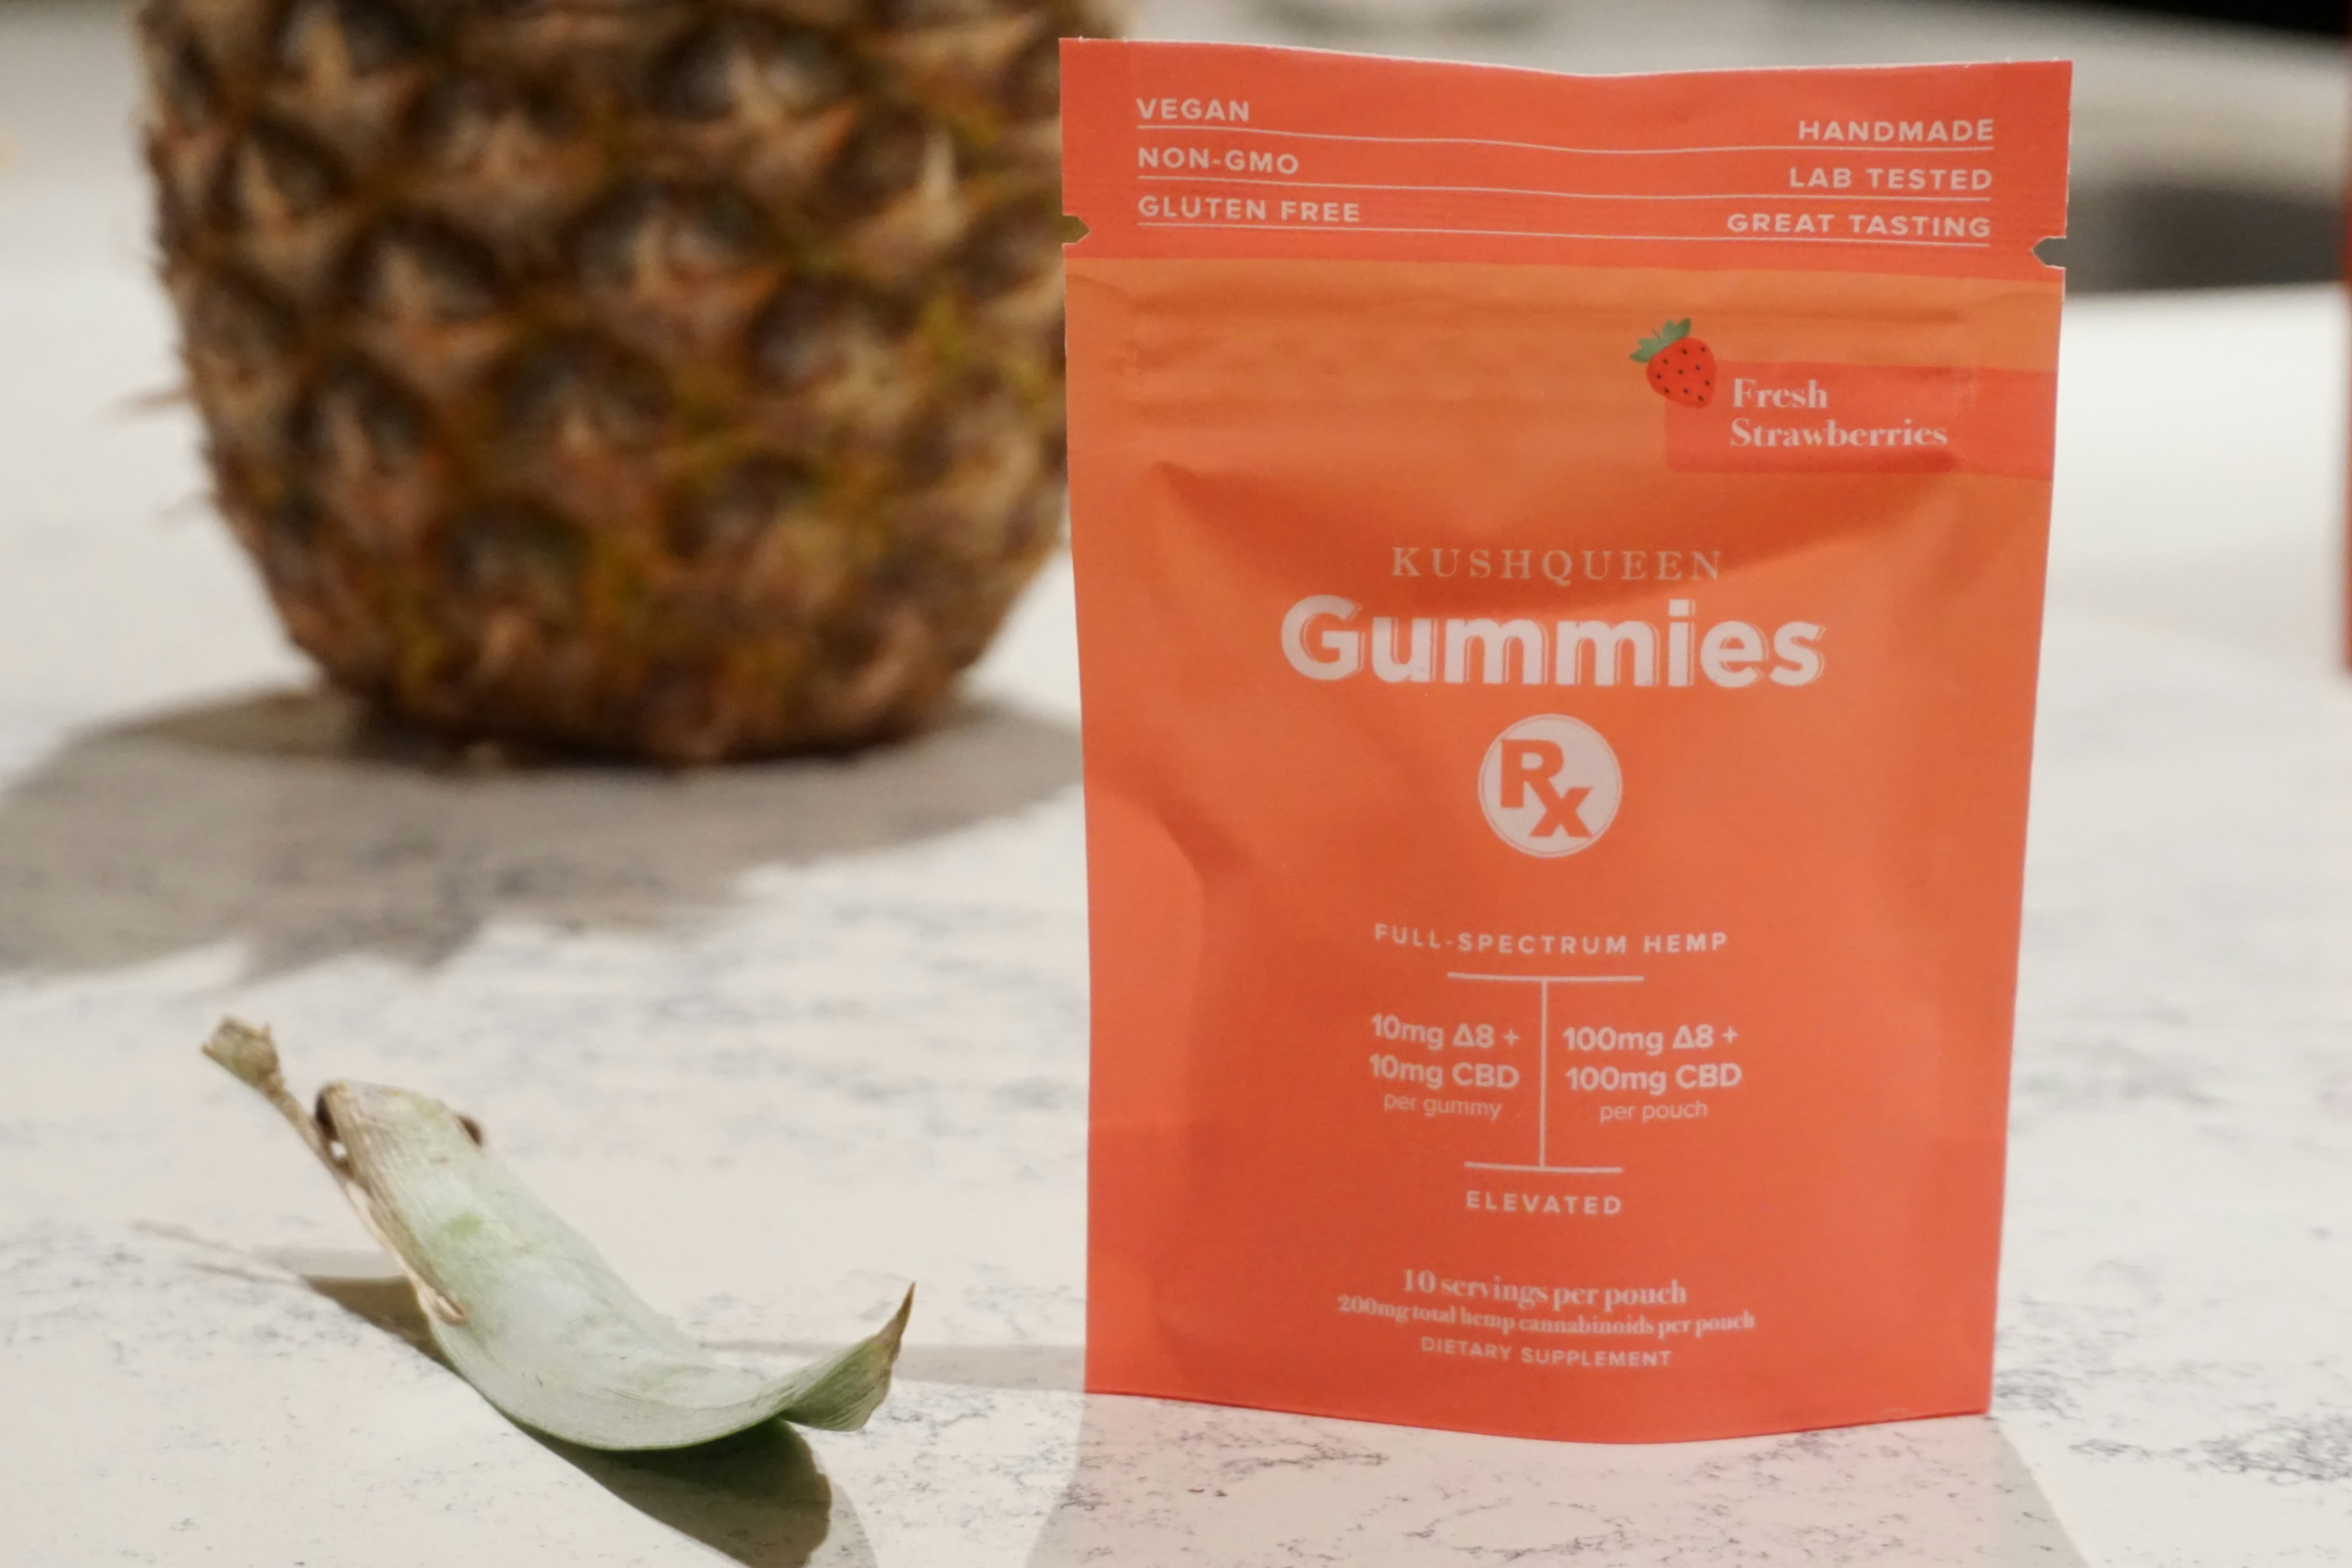 VEGAN
HANDMADE
NON-GMO
LAB TESTED
GLUTEN FREE
GREAT TASTING
Fresh
Strawberries
KUSHQUEEN
Gummies
Rx
FULL-SPECTRUM HEMP
10mg Δ8 +
10mg CBD
per gummy
100mg Δ8 +
100mg CBD
per pouch
ELEVATED
10 servings per pouch
200mg total hemp cannabinoids per pouch
DIETARY SUPPLEMENT